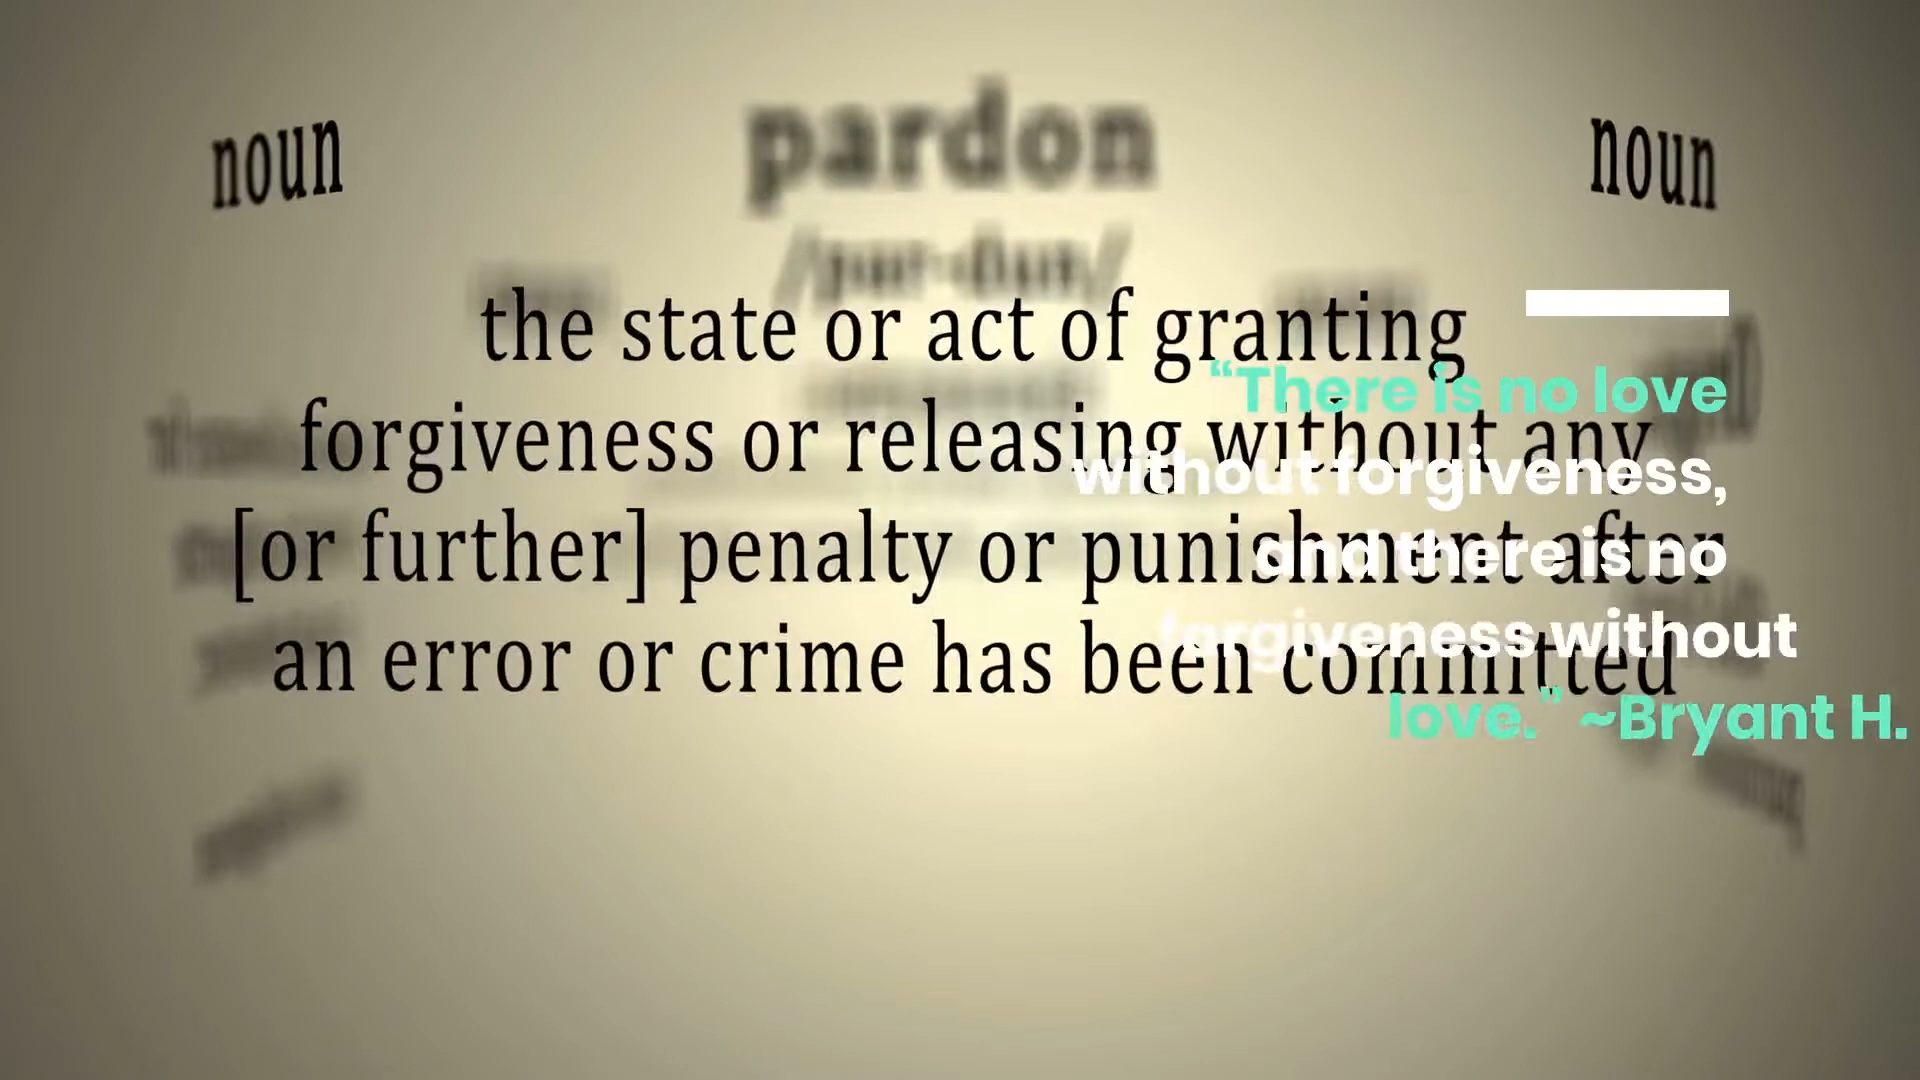 pardon
noun
noun
the state or act of granting
forgiveness or releasing without any
[or further] penalty or punishment after
an error or crime has been committed
“There is no love
without forgiveness,
and there is no
forgiveness without
love.” ~Bryant H.